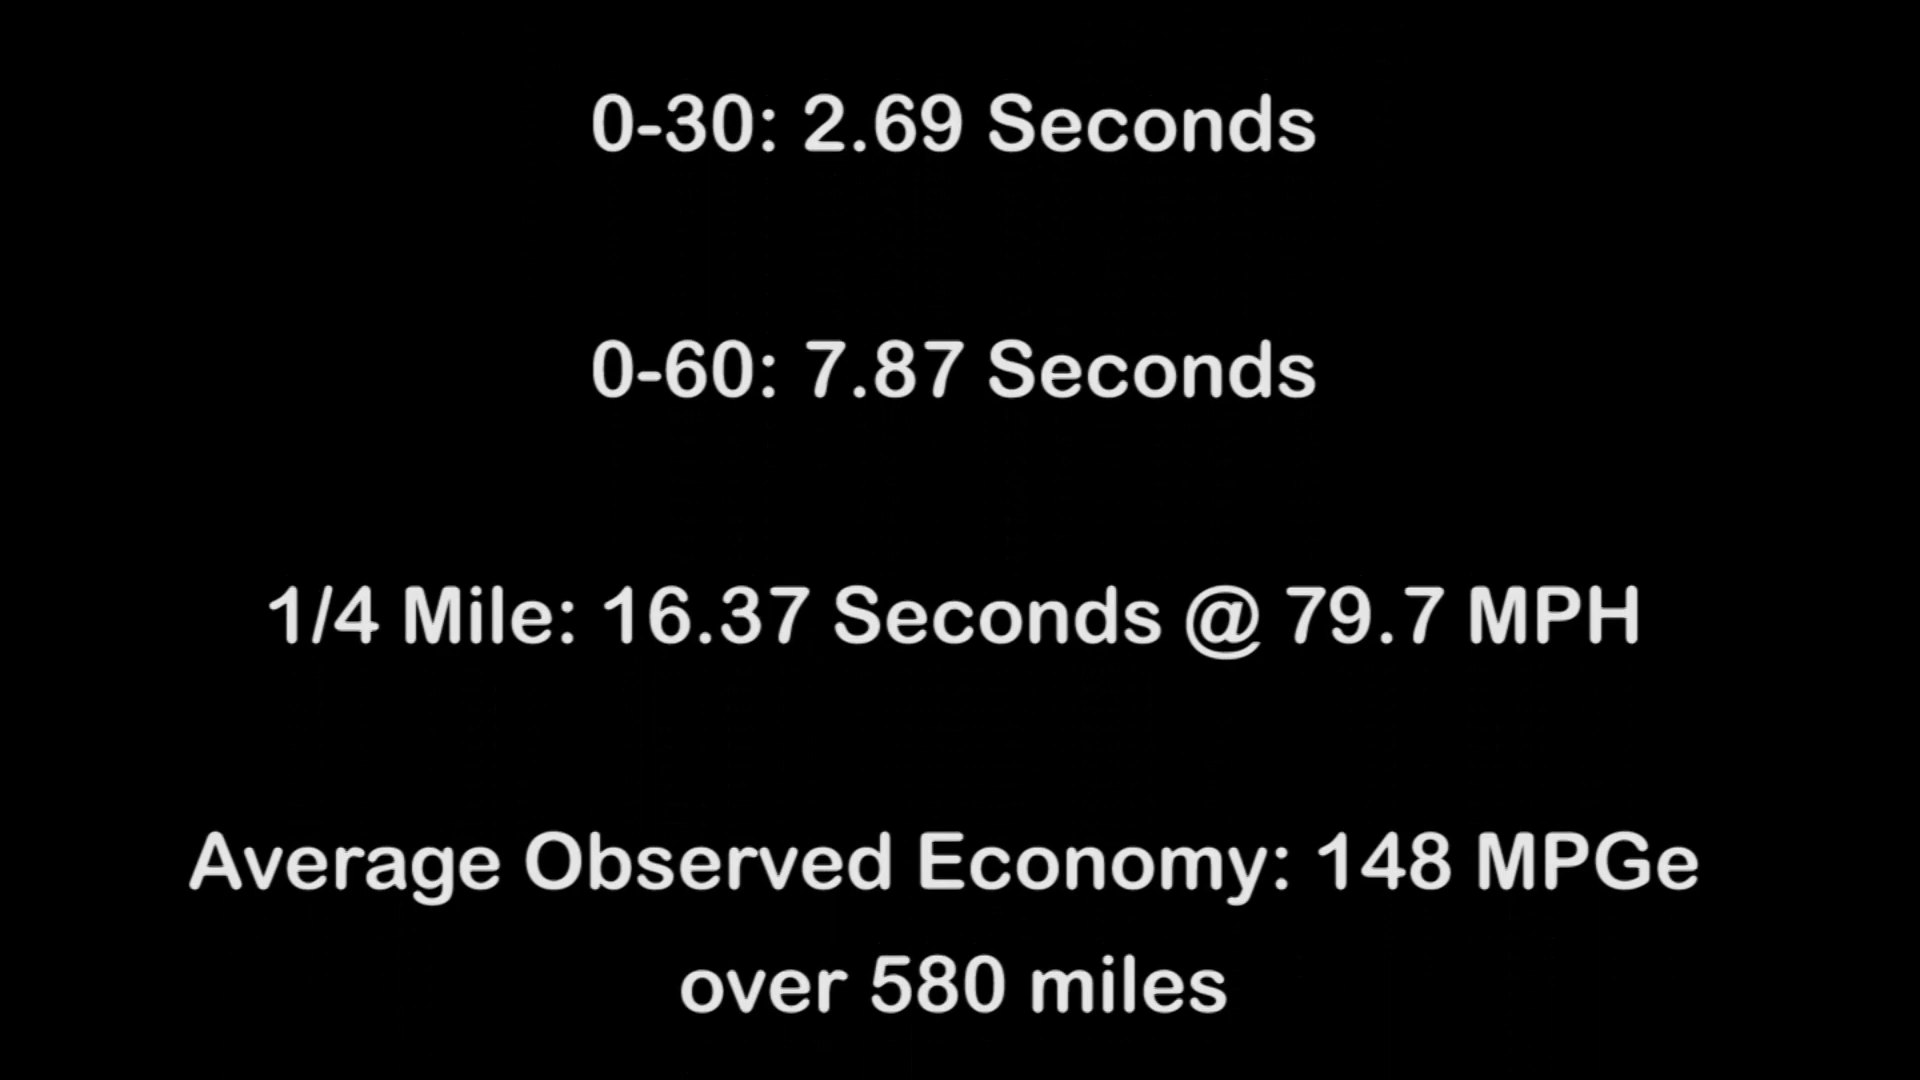 0-30: 2.69 Seconds
0-60: 7.87 Seconds
1/4 Mile: 16.37 Seconds @ 79.7 MPH
Average Observed Economy: 148 MPGe
over 580 miles